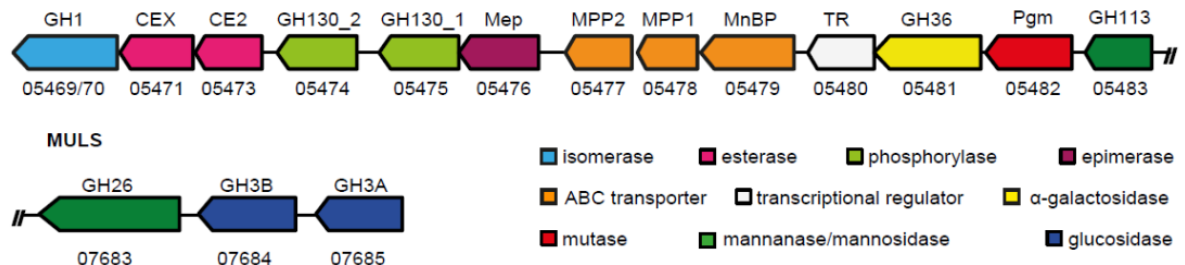 GH1 CEX CE2 GH130_2 GH130_1 Mep MPP2 MPP1 MnBP TR GH36 Pgm GH113
05469/70 05471 05473 05474 05475 05476 05477 05478 05479 05480 05481 05482 05483
MULS
isomerase esterase phosphorylase epimerase
GH26 GH3B GH3A
ABC transporter transcriptional regulator α-galactosidase
mutase mannanase/mannosidase glucosidase
07683 07684 07685